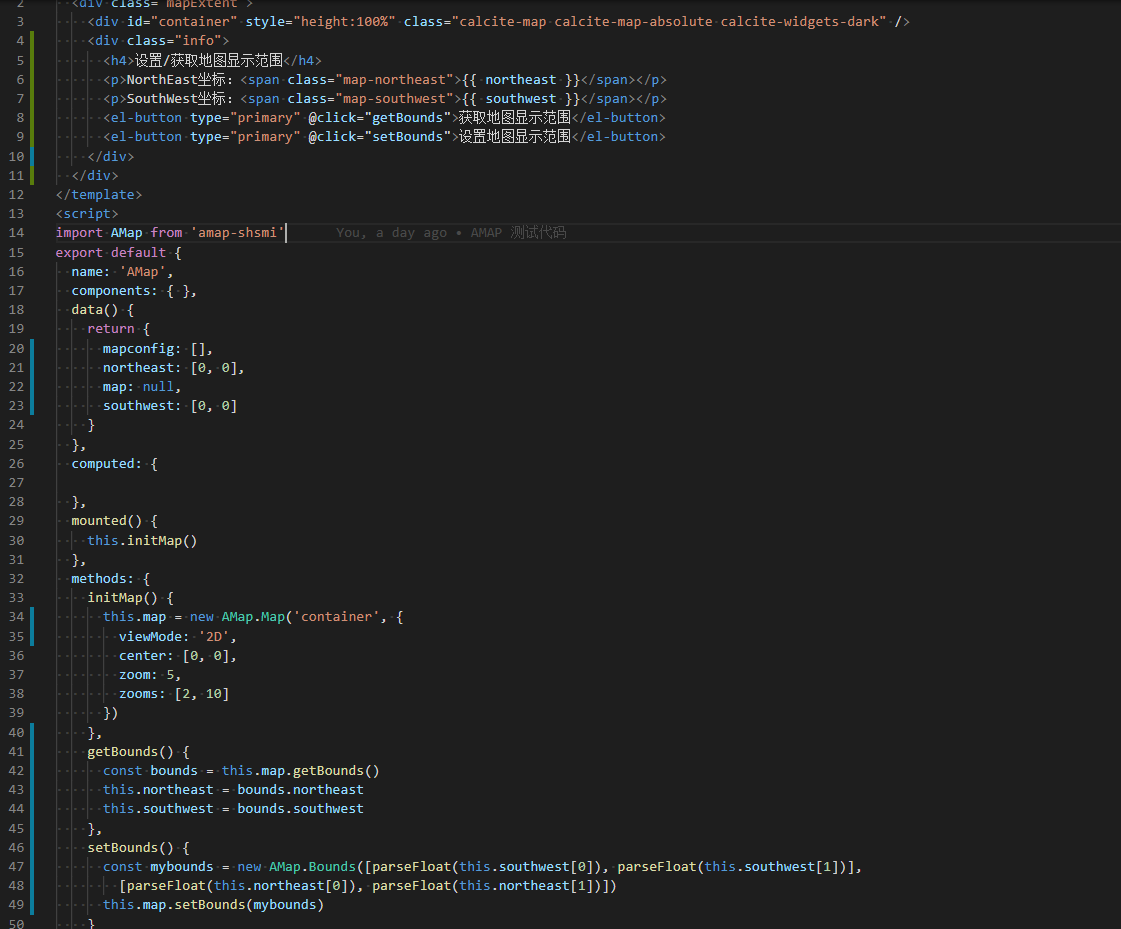 2 <div class="mapExtent">
3 <div id="container" style="height:100%" class="calcite-map calcite-map-absolute calcite-widgets-dark" />
4 <div class="info">
5 <h4>设置/获取地图显示范围</h4>
6 <p>NorthEast坐标：<span class="map-northeast">{{ northeast }}</span></p>
7 <p>SouthWest坐标：<span class="map-southwest">{{ southwest }}</span></p>
8 <el-button type="primary" @click="getBounds">获取地图显示范围</el-button>
9 <el-button type="primary" @click="setBounds">设置地图显示范围</el-button>
10 </div>
11 </div>
12 </template>
13 <script>
14 import AMap from 'amap-shsmi' You, a day ago • AMAP 测试代码
15 export default {
16 name: 'AMap',
17 components: { },
18 data() {
19 return {
20 mapconfig: [],
21 northeast: [0, 0],
22 map: null,
23 southwest: [0, 0]
24 }
25 },
26 computed: {
27
28 },
29 mounted() {
30 this.initMap()
31 },
32 methods: {
33 initMap() {
34 this.map = new AMap.Map('container', {
35 viewMode: '2D',
36 center: [0, 0],
37 zoom: 5,
38 zooms: [2, 10]
39 })
40 },
41 getBounds() {
42 const bounds = this.map.getBounds()
43 this.northeast = bounds.northeast
44 this.southwest = bounds.southwest
45 },
46 setBounds() {
47 const mybounds = new AMap.Bounds([parseFloat(this.southwest[0]), parseFloat(this.southwest[1])],
48 [parseFloat(this.northeast[0]), parseFloat(this.northeast[1])])
49 this.map.setBounds(mybounds)
50 }